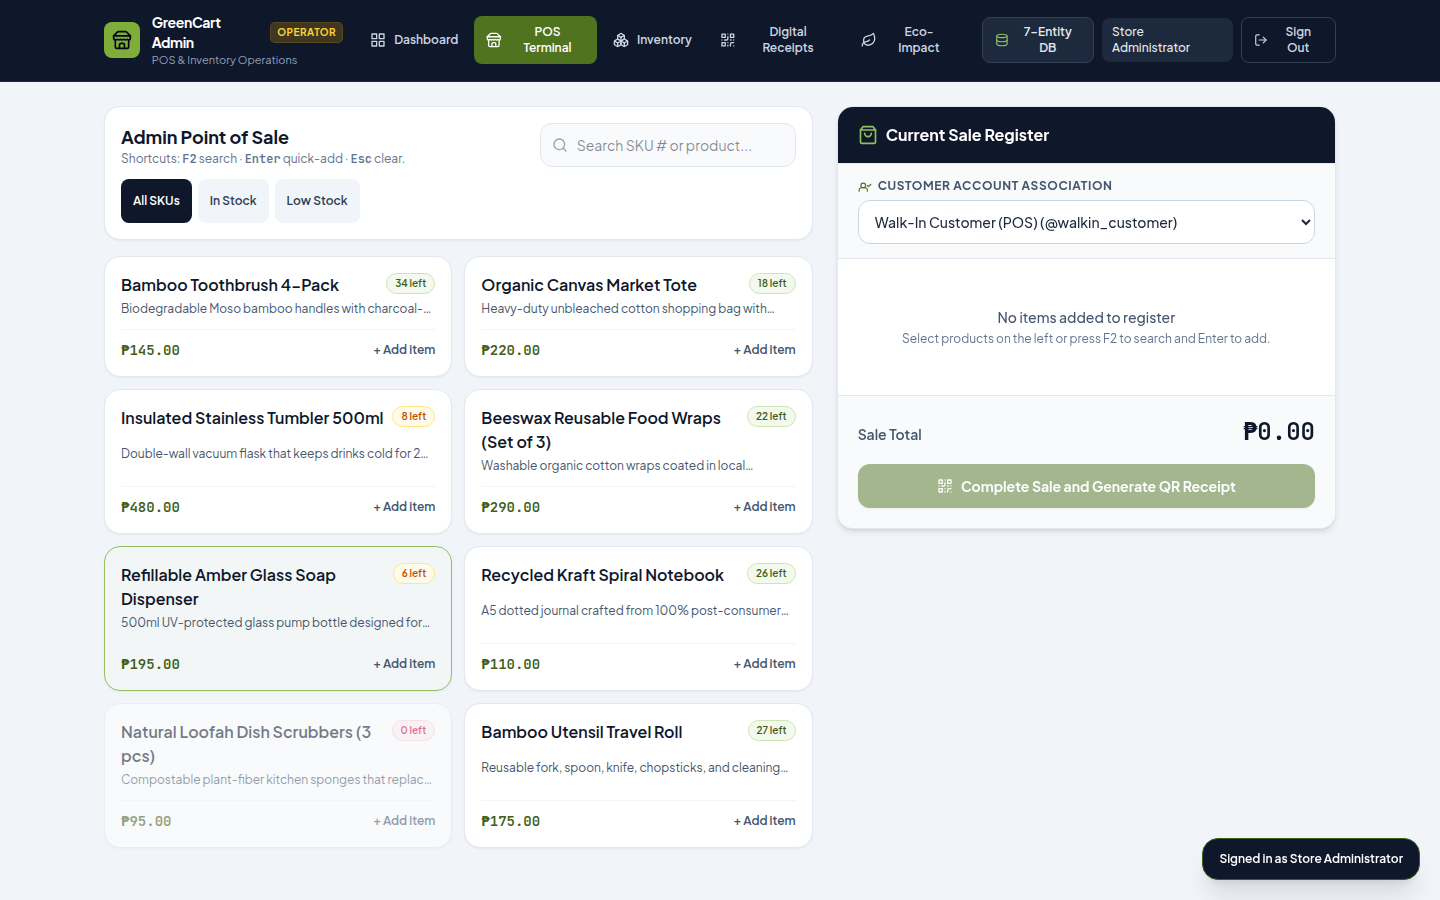 GreenCart
Admin
OPERATOR
POS & Inventory Operations
Dashboard
POS
Terminal
Inventory
Digital
Receipts
Eco-
Impact
7-Entity
DB
Store
Administrator
Sign
Out
Admin Point of Sale
Shortcuts: F2 search · Enter quick-add · Esc clear.
Search SKU # or product...
All SKUs
In Stock
Low Stock
Bamboo Toothbrush 4-Pack
34 left
Biodegradable Moso bamboo handles with charcoal-...
₱145.00
+ Add item
Organic Canvas Market Tote
18 left
Heavy-duty unbleached cotton shopping bag with...
₱220.00
+ Add item
Insulated Stainless Tumbler 500ml
8 left
Double-wall vacuum flask that keeps drinks cold for 2...
₱480.00
+ Add item
Beeswax Reusable Food Wraps
(Set of 3)
22 left
Washable organic cotton wraps coated in local...
₱290.00
+ Add item
Refillable Amber Glass Soap
Dispenser
6 left
500ml UV-protected glass pump bottle designed for...
₱195.00
+ Add item
Recycled Kraft Spiral Notebook
26 left
A5 dotted journal crafted from 100% post-consumer...
₱110.00
+ Add item
Natural Loofah Dish Scrubbers (3
pcs)
0 left
Compostable plant-fiber kitchen sponges that replac...
₱95.00
+ Add item
Bamboo Utensil Travel Roll
27 left
Reusable fork, spoon, knife, chopsticks, and cleaning...
₱175.00
+ Add item
Current Sale Register
CUSTOMER ACCOUNT ASSOCIATION
Walk-In Customer (POS) (@walkin_customer)
No items added to register
Select products on the left or press F2 to search and Enter to add.
Sale Total
₱0.00
Complete Sale and Generate QR Receipt
Signed in as Store Administrator